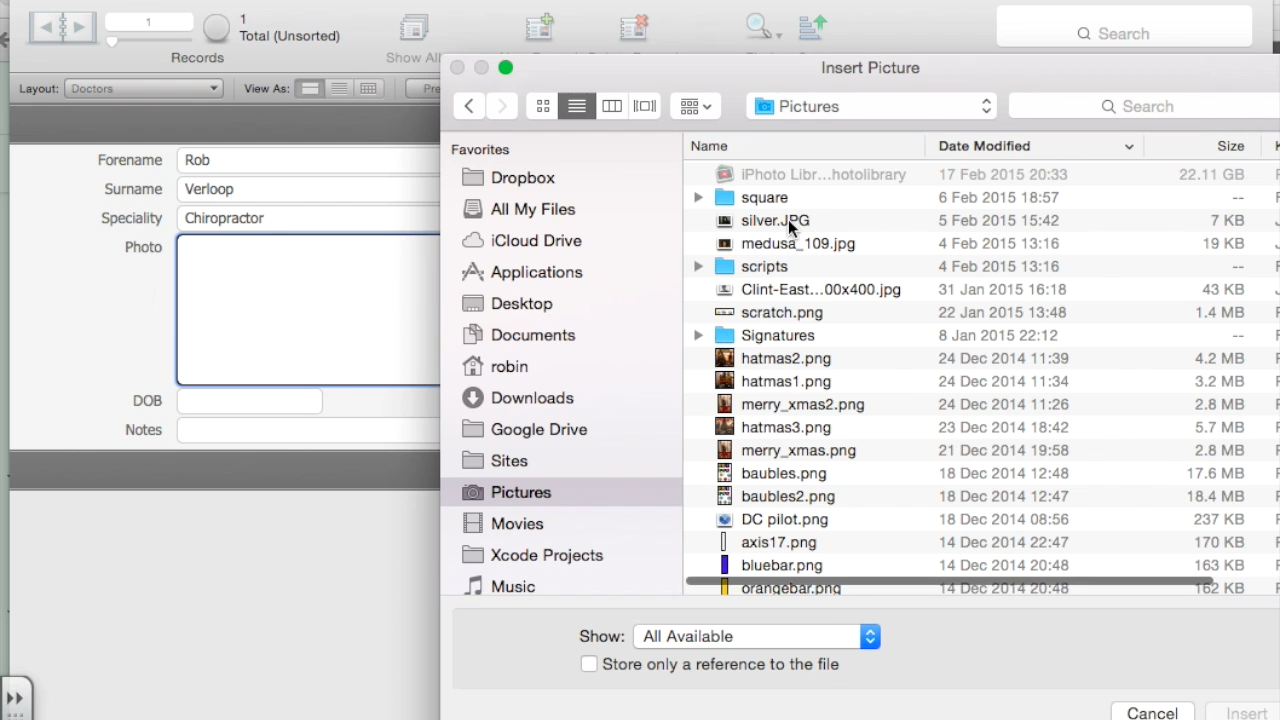 1
1
Total (Unsorted)
Records
Show All
Search
Layout: Doctors
View As:
Pre
Forename Rob
Surname Verloop
Speciality Chiropractor
Photo
DOB
Notes
Insert Picture
Pictures
Search
Favorites
Dropbox
All My Files
iCloud Drive
Applications
Desktop
Documents
robin
Downloads
Google Drive
Sites
Pictures
Movies
Xcode Projects
Music
Name Date Modified Size
iPhoto Libr...hotolibrary 17 Feb 2015 20:33 22.11 GB
square 6 Feb 2015 18:57 --
silver.JPG 5 Feb 2015 15:42 7 KB
medusa_109.jpg 4 Feb 2015 13:16 19 KB
scripts 4 Feb 2015 13:16 --
Clint-East...00x400.jpg 31 Jan 2015 16:18 43 KB
scratch.png 22 Jan 2015 13:48 1.4 MB
Signatures 8 Jan 2015 22:12 --
hatmas2.png 24 Dec 2014 11:39 4.2 MB
hatmas1.png 24 Dec 2014 11:34 3.2 MB
merry_xmas2.png 24 Dec 2014 11:26 2.8 MB
hatmas3.png 23 Dec 2014 18:42 5.7 MB
merry_xmas.png 21 Dec 2014 19:58 2.8 MB
baubles.png 18 Dec 2014 12:48 17.6 MB
baubles2.png 18 Dec 2014 12:47 18.4 MB
DC pilot.png 18 Dec 2014 08:56 237 KB
axis17.png 14 Dec 2014 22:47 170 KB
bluebar.png 14 Dec 2014 20:48 163 KB
orangebar.png 14 Dec 2014 20:48 162 KB
Show: All Available
Store only a reference to the file
Cancel Insert